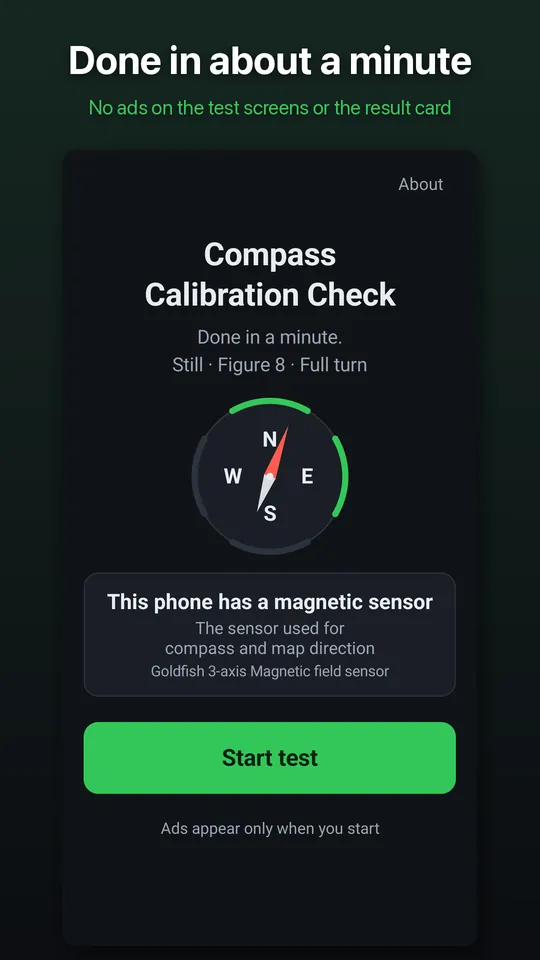 Done in about a minute
No ads on the test screens or the result card
About
Compass
Calibration Check
Done in a minute.
Still · Figure 8 · Full turn
N
W E
S
This phone has a magnetic sensor
The sensor used for
compass and map direction
Goldfish 3-axis Magnetic field sensor
Start test
Ads appear only when you start